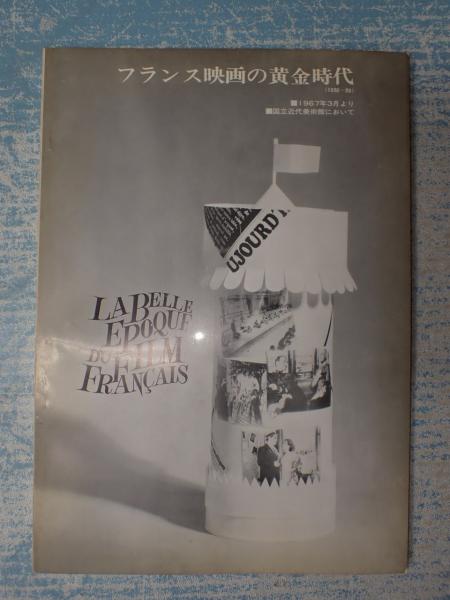 フランス映画の黄金時代
■1967年3月より
■国立近代美術館において
UJOURD'
LA BELLE
EPOQUE
DU FILM
FRANÇAIS